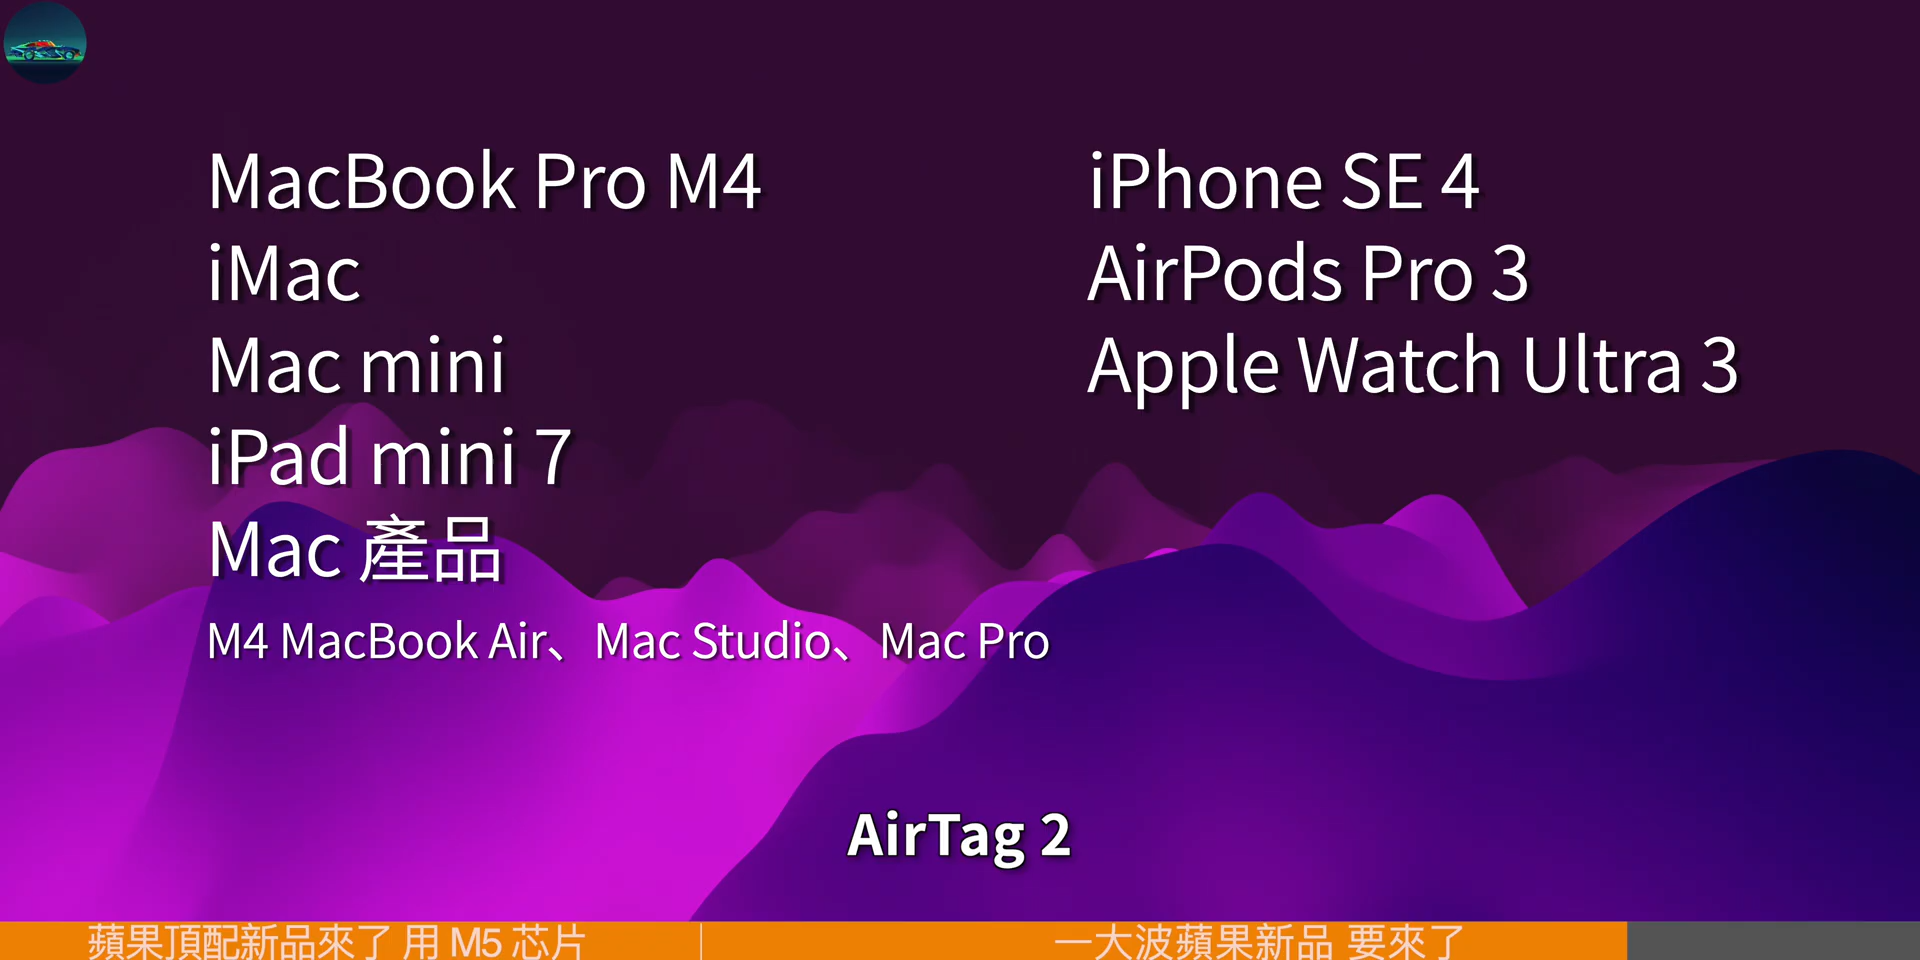 MacBook Pro M4
iMac
Mac mini
iPad mini 7
Mac 產品
M4 MacBook Air、Mac Studio、Mac Pro
iPhone SE 4
AirPods Pro 3
Apple Watch Ultra 3
AirTag 2
蘋果頂配新品來了 用 M5 芯片
一大波蘋果新品 要來了